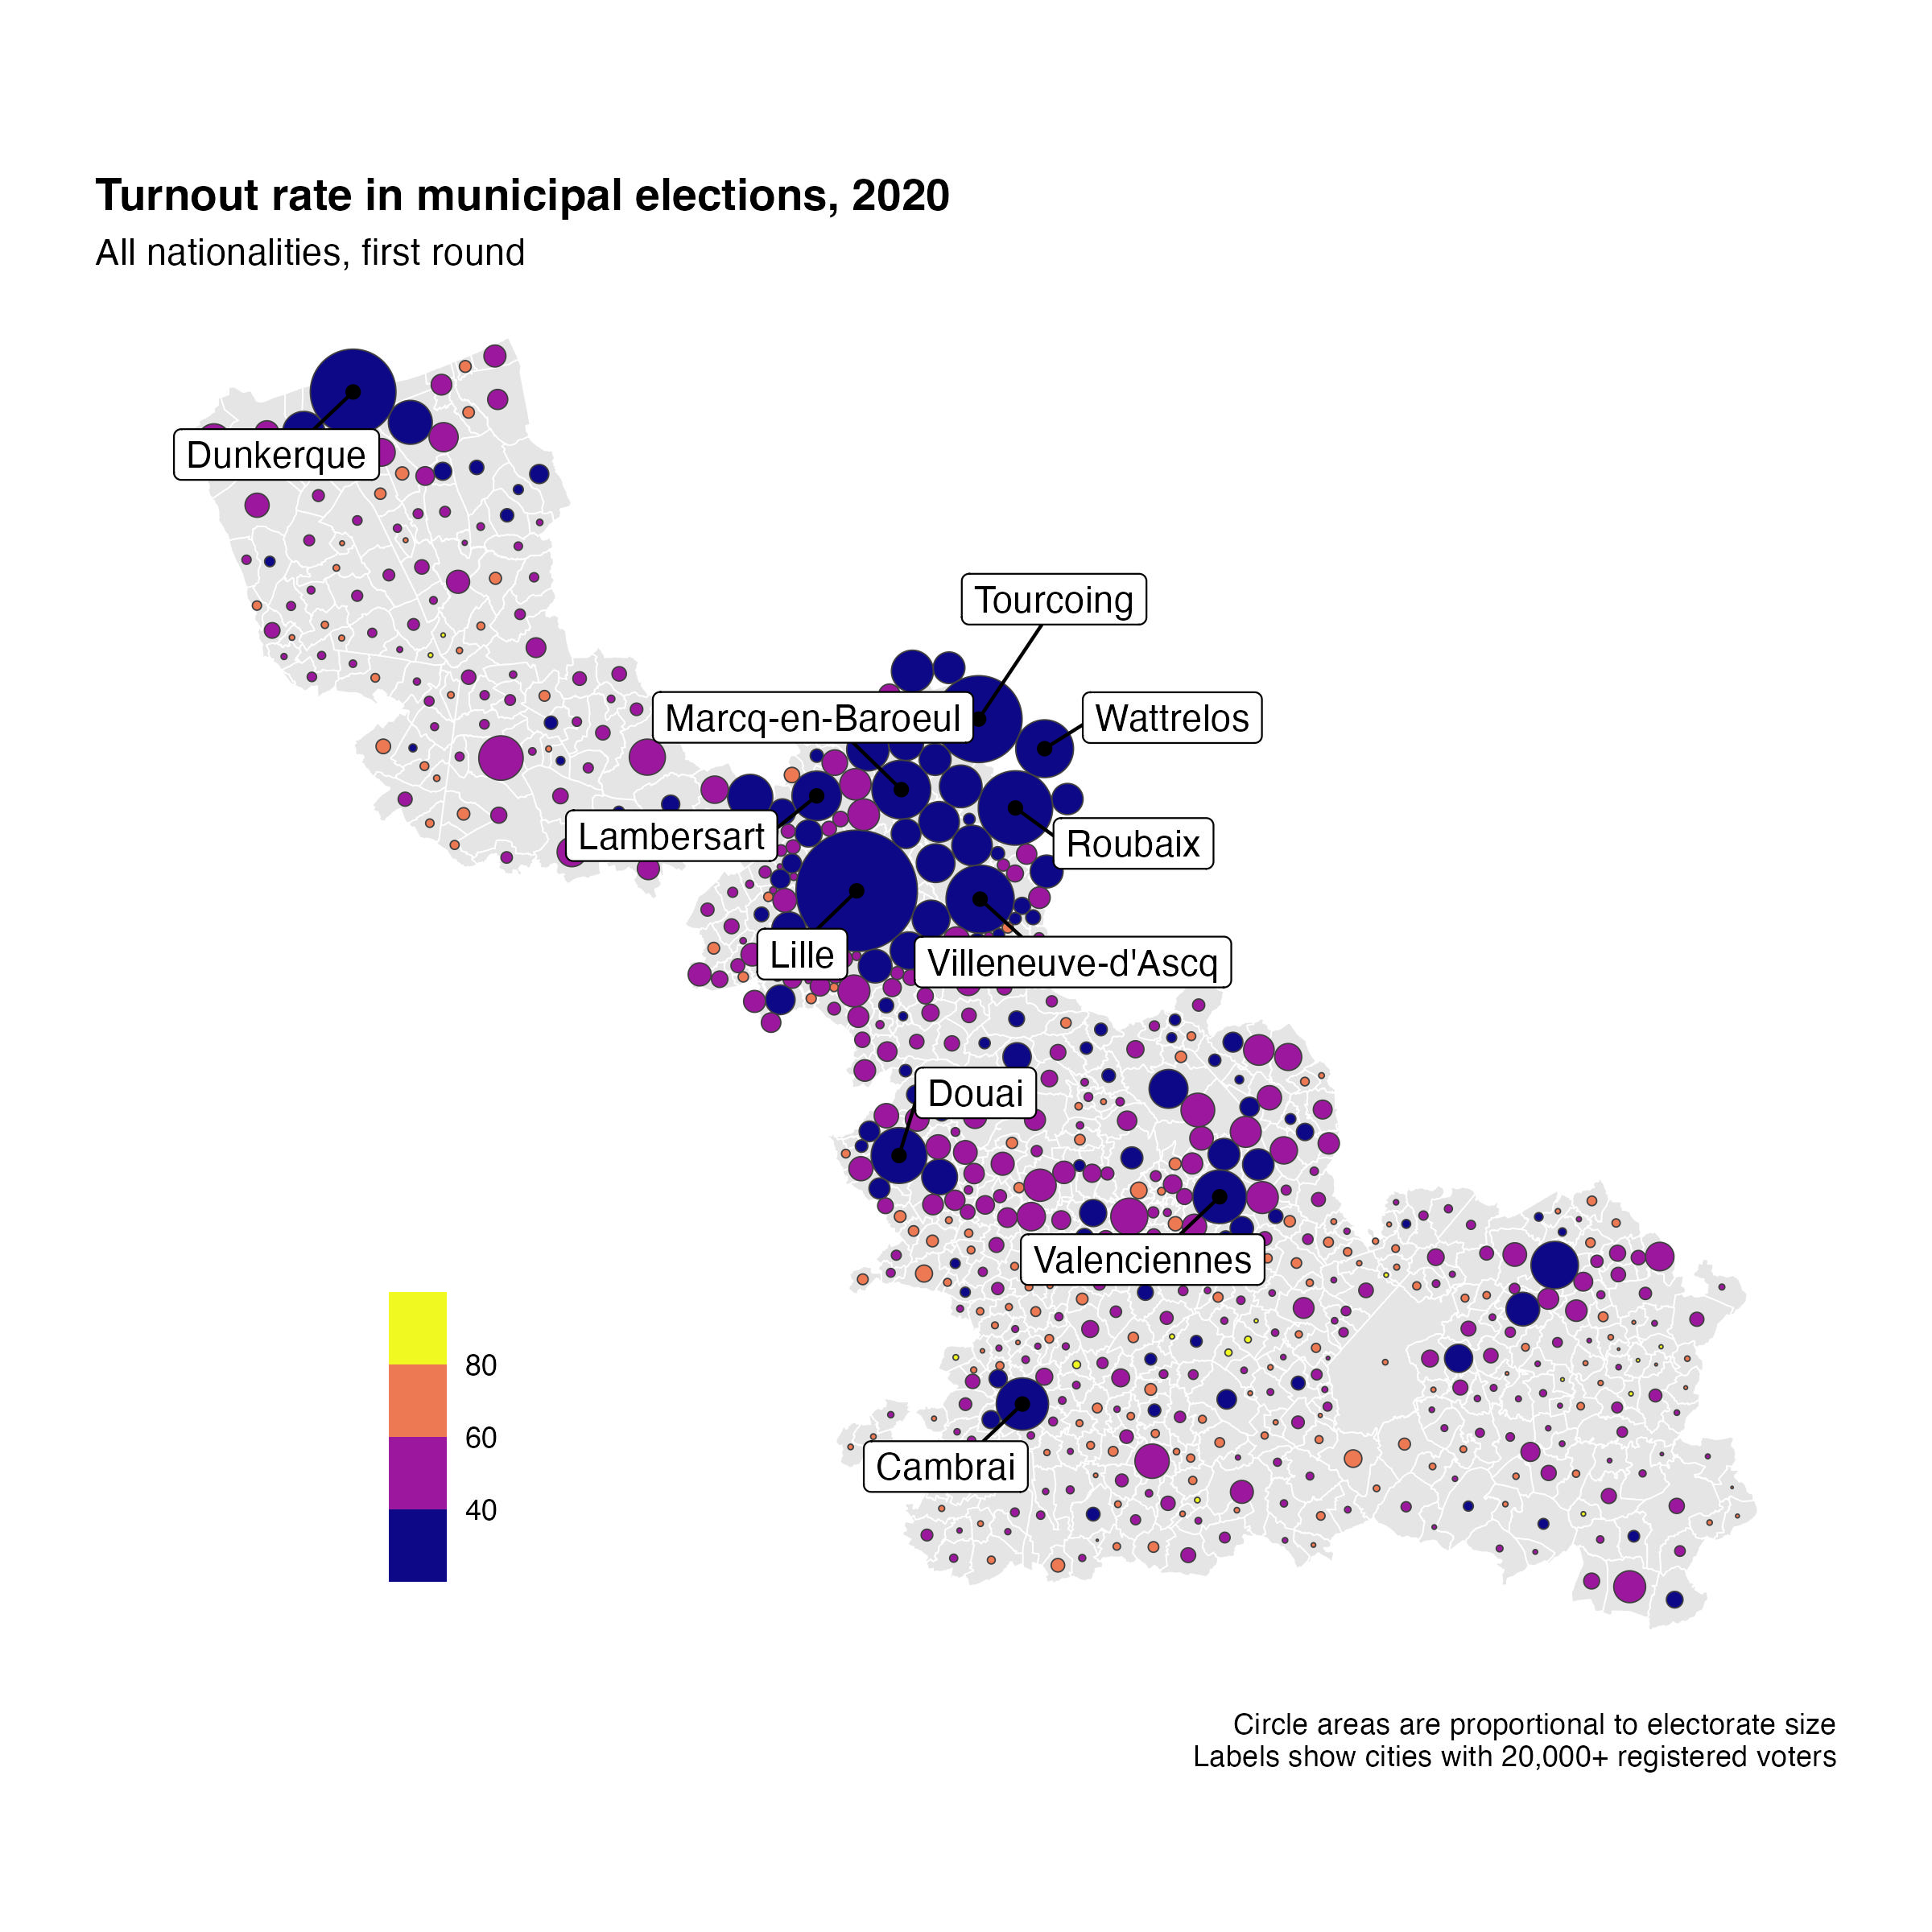 Turnout rate in municipal elections, 2020
All nationalities, first round
Dunkerque
Tourcoing
Marcq-en-Baroeul
Wattrelos
Lambersart
Roubaix
Lille
Villeneuve-d'Ascq
Douai
Valenciennes
Cambrai
80
60
40
Circle areas are proportional to electorate size
Labels show cities with 20,000+ registered voters